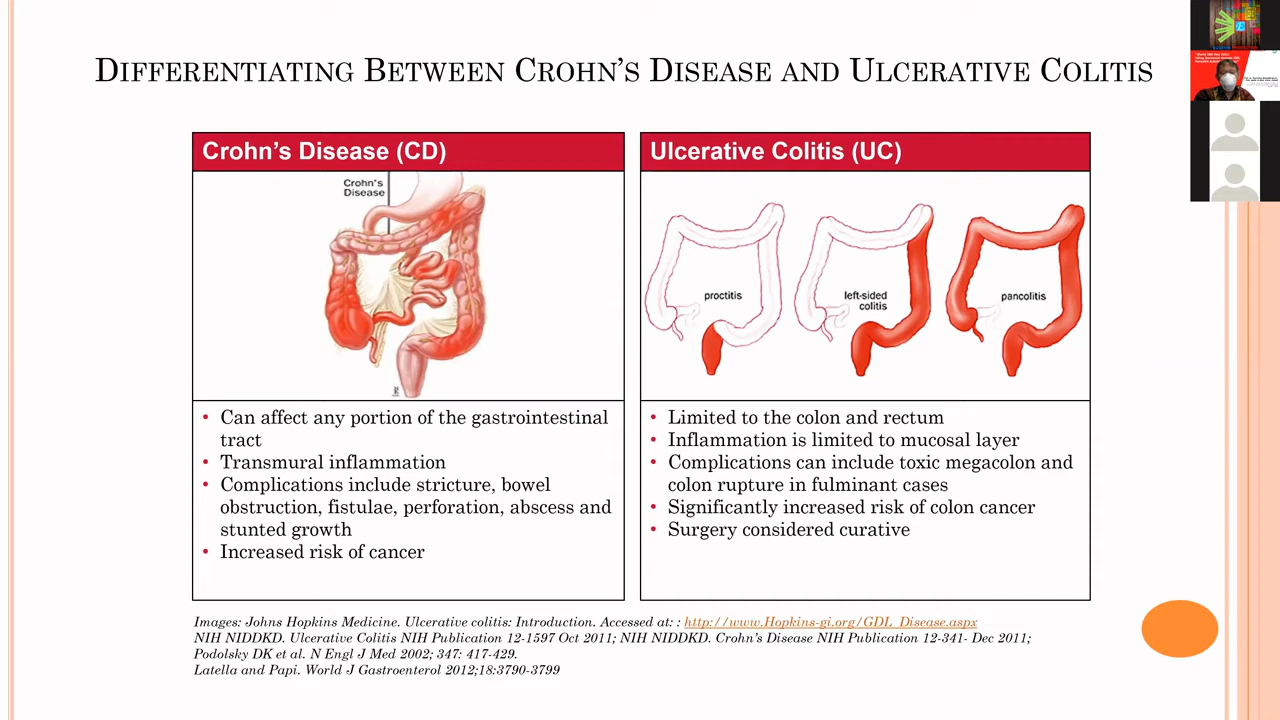 DIFFERENTIATING BETWEEN CROHN'S DISEASE AND ULCERATIVE COLITIS
Crohn's Disease (CD)
Crohn's
Disease
• Can affect any portion of the gastrointestinal
tract
• Transmural inflammation
• Complications include stricture, bowel
obstruction, fistulae, perforation, abscess and
stunted growth
• Increased risk of cancer
Ulcerative Colitis (UC)
proctitis
left-sided
colitis
pancolitis
• Limited to the colon and rectum
• Inflammation is limited to mucosal layer
• Complications can include toxic megacolon and
colon rupture in fulminant cases
• Significantly increased risk of colon cancer
• Surgery considered curative
Images: Johns Hopkins Medicine. Ulcerative colitis: Introduction. Accessed at: : http://www.Hopkins-gi.org/GDL_Disease.aspx
NIH NIDDKD. Ulcerative Colitis NIH Publication 12-1597 Oct 2011; NIH NIDDKD. Crohn's Disease NIH Publication 12-341- Dec 2011;
Podolsky DK et al. N Engl J Med 2002; 347: 417-429.
Latella and Papi. World J Gastroenterol 2012;18:3790-3799